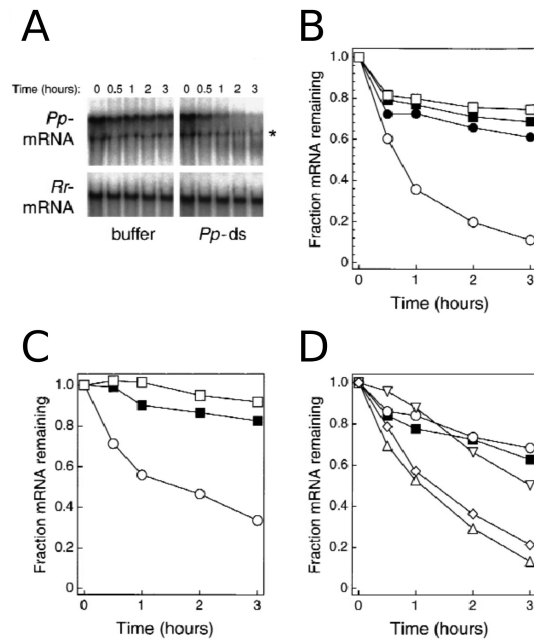 A
Time (hours): 0 0.5 1 2 3 0 0.5 1 2 3
Pp-
mRNA
*
Rr-
mRNA
buffer Pp-ds
B
Fraction mRNA remaining
1.0
0.8
0.6
0.4
0.2
0
0 1 2 3
Time (hours)
C
Fraction mRNA remaining
1.0
0.8
0.6
0.4
0.2
0
0 1 2 3
Time (hours)
D
Fraction mRNA remaining
1.0
0.8
0.6
0.4
0.2
0
0 1 2 3
Time (hours)